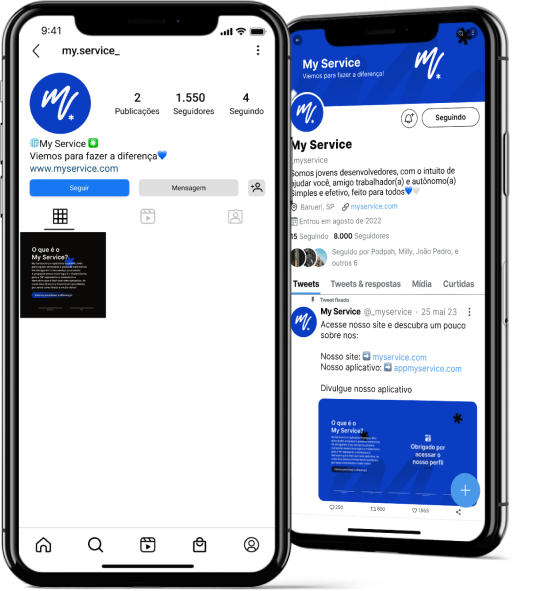 9:41
my.service_
2
1.550
4
Publicações
Seguidores
Seguindo
My Service
Viemos para fazer a diferença
www.myservice.com
Seguir
Mensagem
O que é o
My Service?
My Service
Viemos para fazer a diferença!
Seguindo
My Service
_myservice
Somos jovens desenvolvedores, com o intuito de
ajudar você, amigo trabalhador(a) e autônomo(a)
Simples e efetivo, feito para todos
Barueri, SP
myservice.com
Entrou em agosto de 2022
15 Seguindo 8.000 Seguidores
Seguido por Podpah, Milly, João Pedro, e
outros 6
Tweets
Tweets & respostas
Mídia
Curtidas
Tweet fixado
My Service @_myservice · 25 mai 23
Acesse nosso site e descubra um pouco
sobre nos:
Nosso site: myservice.com
Nosso aplicativo: appmyservice.com
Divulgue nosso aplicativo
O que é o
My Service?
Obrigado por
acessar o
nosso perfil
250
600
1.563